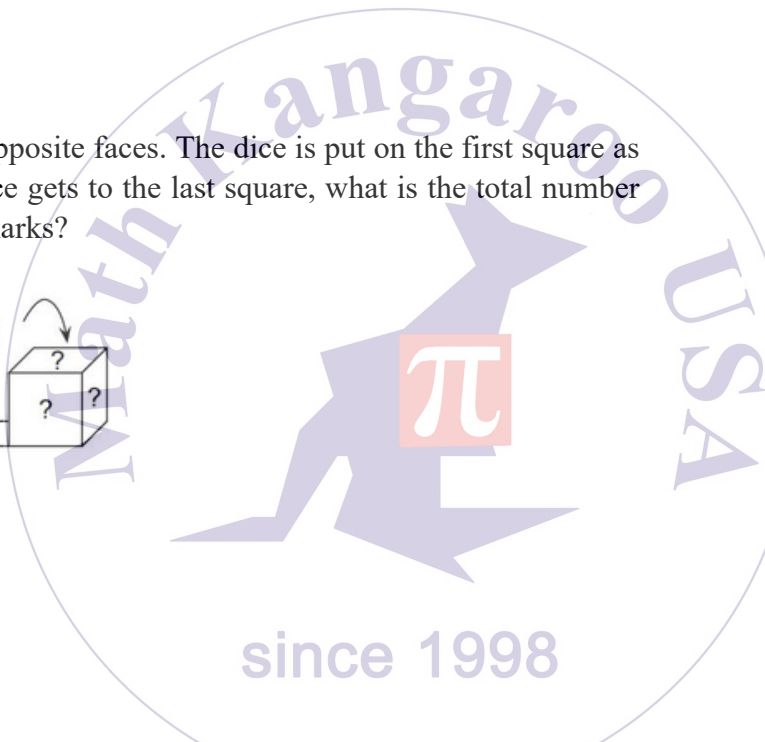 Math Kangaroo USA
pposite faces. The dice is put on the first square as
ce gets to the last square, what is the total number
arks?
?
? ?
π
since 1998